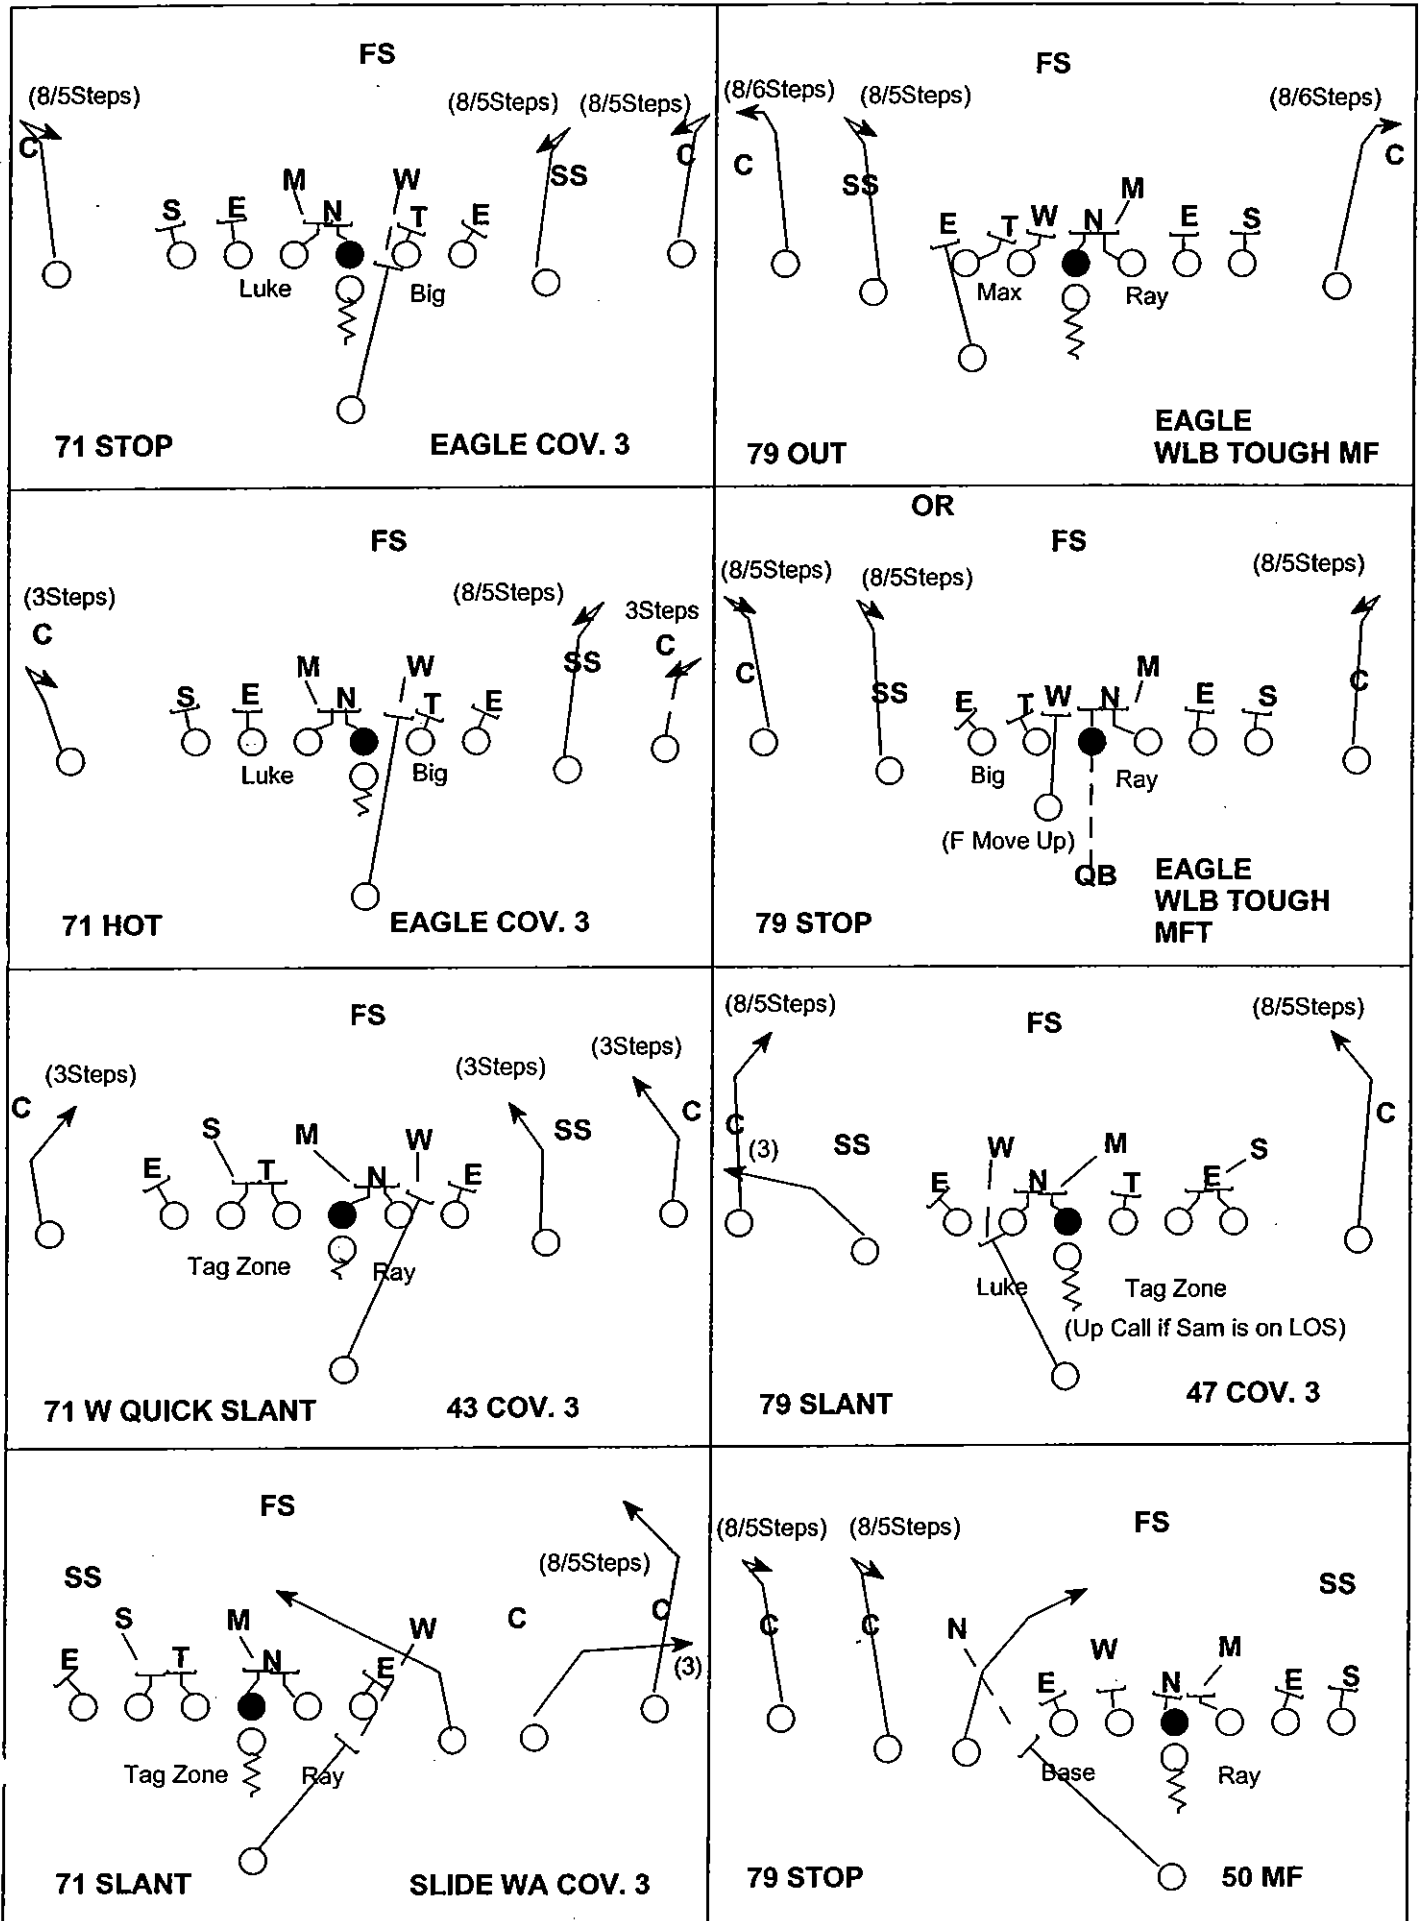 FS
(8/5Steps)
(8/5Steps) (8/5Steps)
C
C
M W
SS
S E N T E
Luke Big
71 STOP EAGLE COV. 3
FS
(8/6Steps) (8/5Steps) (8/6Steps)
C
C
SS
M
E T W N E S
Max Ray
EAGLE
79 OUT WLB TOUGH MF
FS
(3Steps) (8/5Steps) 3Steps
C
C
M W SS
S E N T E
Luke Big
71 HOT EAGLE COV. 3
OR
FS
(8/5Steps) (8/5Steps) (8/5Steps)
C
C
M
SS
E T W N E S
Big Ray
(F Move Up)
QB
EAGLE
79 STOP WLB TOUGH
MFT
FS
(3Steps) (3Steps) (3Steps)
C C
S M W SS
E T N E
Tag Zone Ray
71 W QUICK SLANT 43 COV. 3
(8/5Steps) FS (8/5Steps)
C C
(3) SS W M S
E N T E
Luke Tag Zone
(Up Call if Sam is on LOS)
79 SLANT 47 COV. 3
FS
(8/5Steps)
SS
S M W C C
E T N E (3)
Tag Zone Ray
71 SLANT SLIDE WA COV. 3
(8/5Steps) (8/5Steps) FS
SS
C C N
W M
E N E S
Base Ray
79 STOP 50 MF